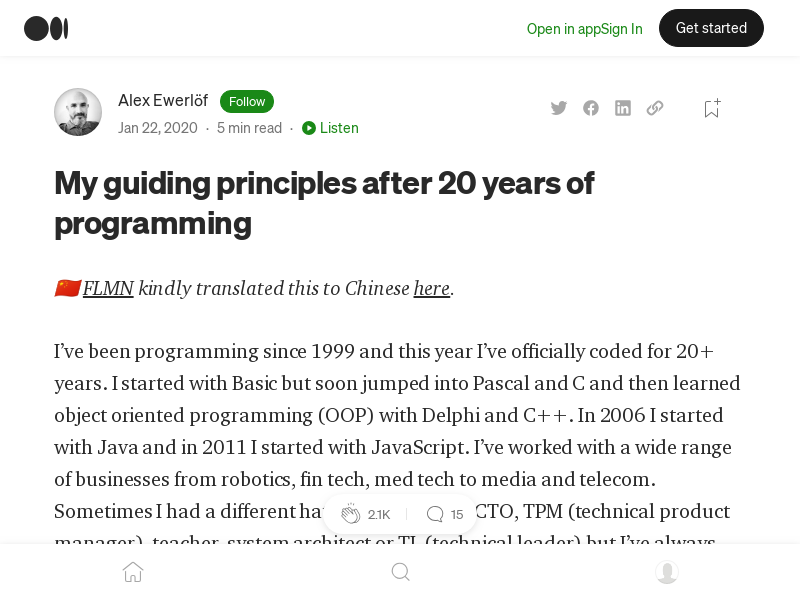 Open in app Sign In Get started
Alex Ewerlöf Follow
Jan 22, 2020 · 5 min read · Listen
My guiding principles after 20 years of
programming
FLMN kindly translated this to Chinese here.
I’ve been programming since 1999 and this year I’ve officially coded for 20+
years. I started with Basic but soon jumped into Pascal and C and then learned
object oriented programming (OOP) with Delphi and C++. In 2006 I started
with Java and in 2011 I started with JavaScript. I’ve worked with a wide range
of businesses from robotics, fin tech, med tech to media and telecom.
Sometimes I had a different CTO, TPM (technical product
2.1K 15
manager), teacher, system architect or TL (technical leader) but I’ve always